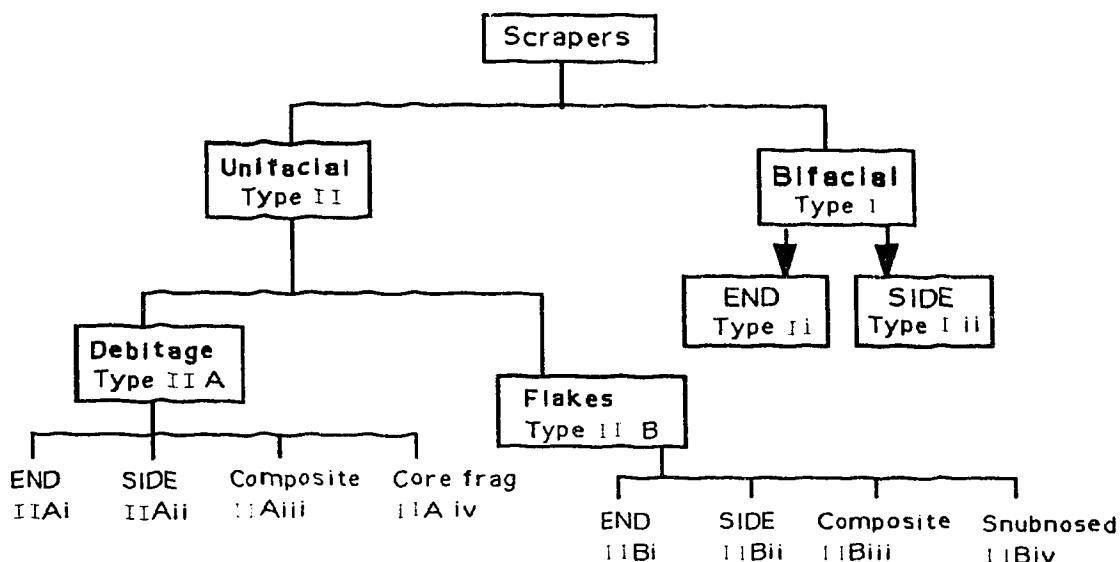 Scrapers
Unifacial
Type II
Bifacial
Type I
END
Type Ii
SIDE
Type I ii
Debitage
Type II A
Flakes
Type II B
END
IIAi
SIDE
IIAii
Composite
IIAiii
Core frag
IIA iv
END
IIBi
SIDE
IIBii
Composite
IIBiii
Snubnosed
IIBiv